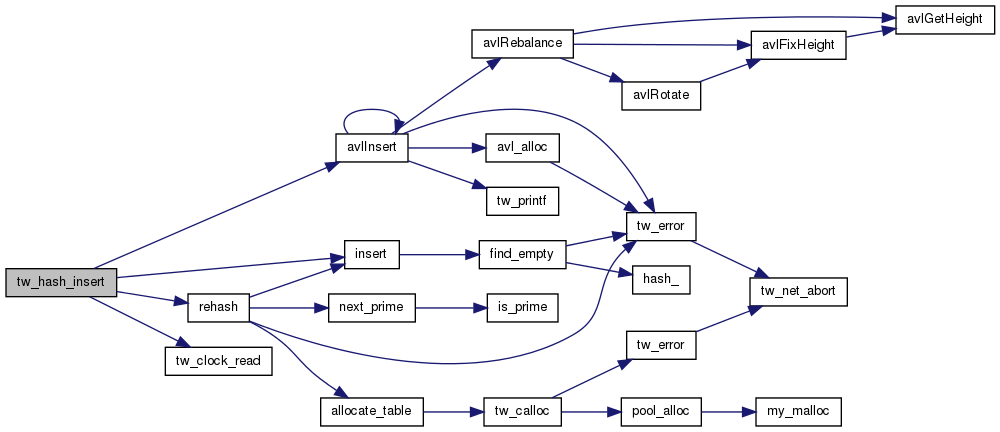 avlGetHeight
avlRebalance
avlFixHeight
avlRotate
avlInsert
avl_alloc
tw_printf
tw_error
insert
find_empty
hash_
tw_hash_insert
tw_net_abort
rehash
next_prime
is_prime
tw_error
tw_clock_read
allocate_table
tw_calloc
pool_alloc
my_malloc